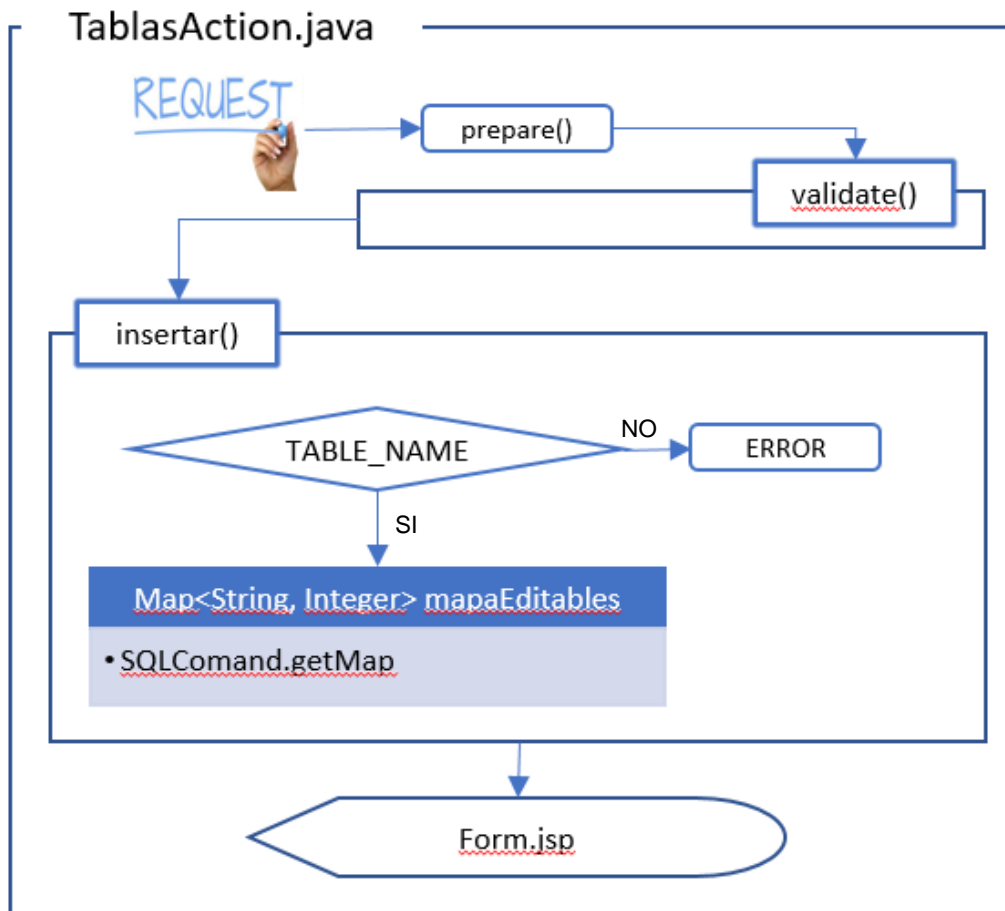 TablasAction.java
REQUEST
prepare()
validate()
insertar()
TABLE_NAME
NO
ERROR
SI
Map<String, Integer> mapaEditables
• SQLComand.getMap
Form.jsp